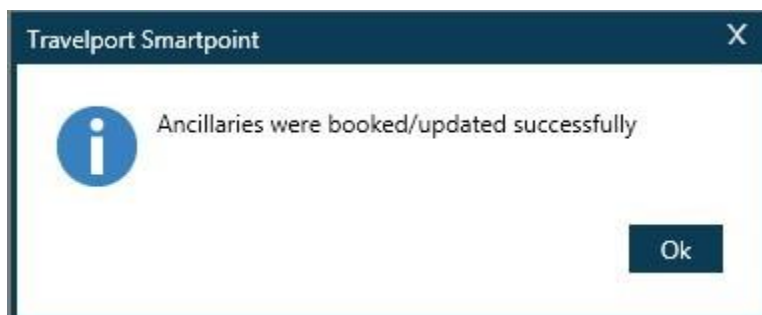 Travelport Smartpoint X
Ancillaries were booked/updated successfully
Ok